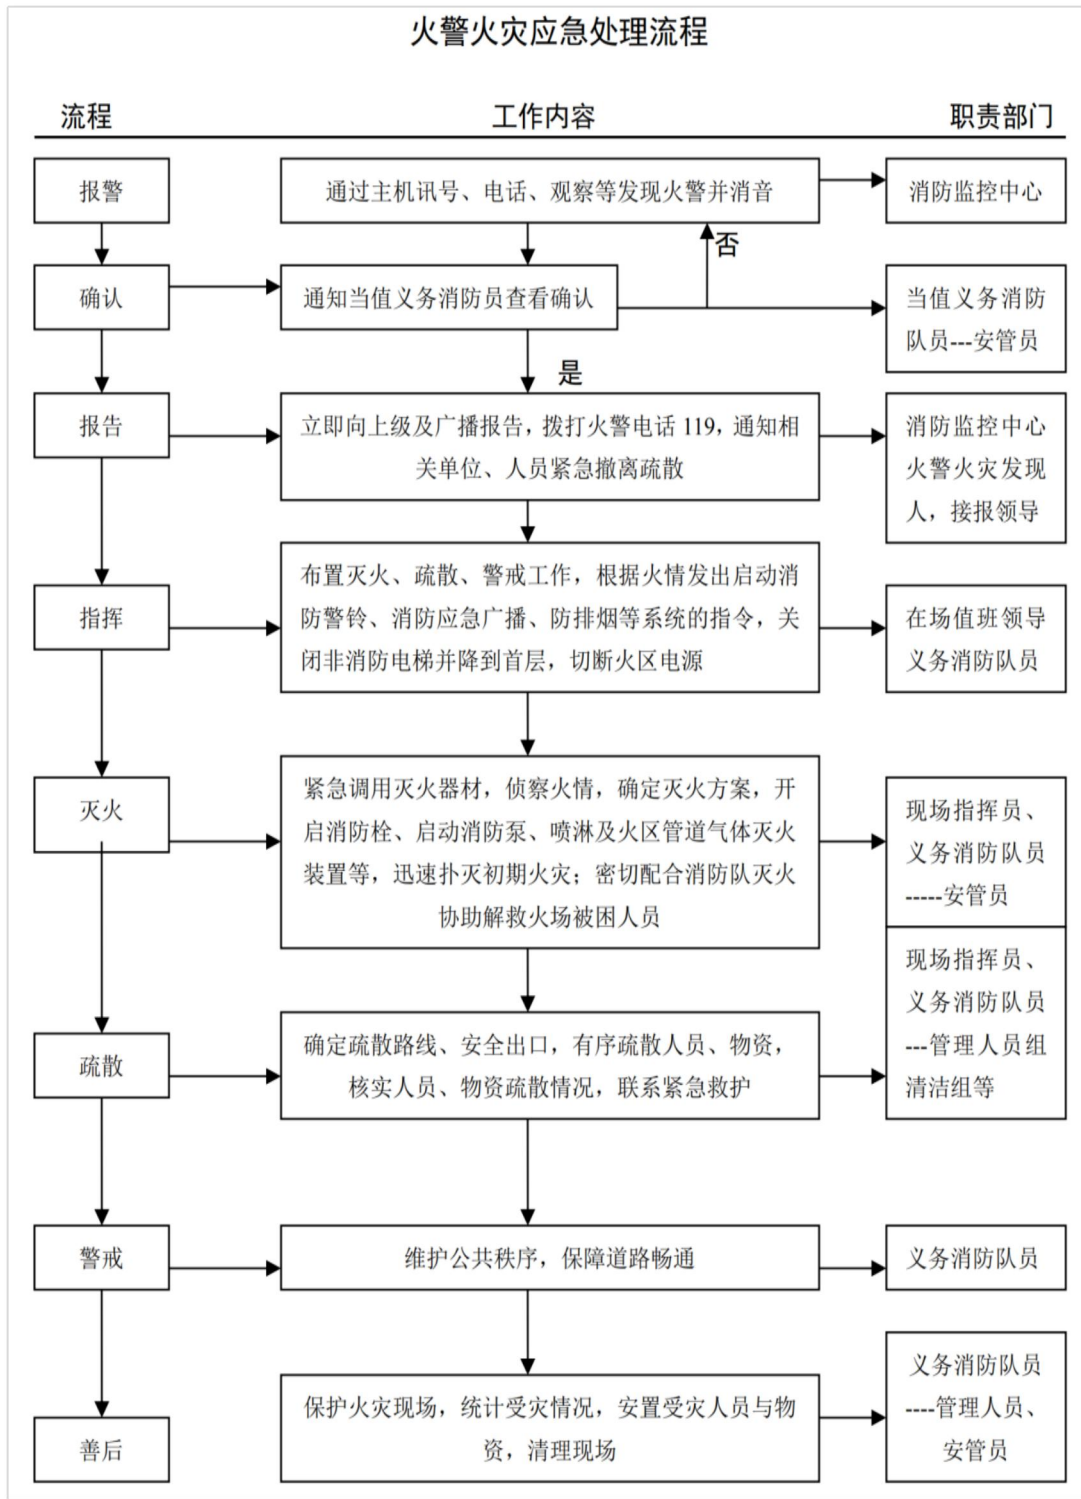 火警火灾应急处理流程
流程
工作内容
职责部门
报警
通过主机讯号、电话、观察等发现火警并消音
消防监控中心
否
确认
通知当值义务消防员查看确认
当值义务消防
队员---安管员
是
报告
立即向上级及广播报告，拨打火警电话 119，通知相
关单位、人员紧急撤离疏散
消防监控中心
火警火灾发现
人，接报领导
指挥
布置灭火、疏散、警戒工作，根据火情发出启动消
防警铃、消防应急广播、防排烟等系统的指令，关
闭非消防电梯并降到首层，切断火区电源
在场值班领导
义务消防队员
灭火
紧急调用灭火器材，侦察火情，确定灭火方案，开
启消防栓、启动消防泵、喷淋及火区管道气体灭火
装置等，迅速扑灭初期火灾；密切配合消防队灭火
协助解救火场被困人员
现场指挥员、
义务消防队员
-----安管员
疏散
确定疏散路线、安全出口，有序疏散人员、物资，
核实人员、物资疏散情况，联系紧急救护
现场指挥员、
义务消防队员
---管理人员组
清洁组等
警戒
维护公共秩序，保障道路畅通
义务消防队员
善后
保护火灾现场，统计受灾情况，安置受灾人员与物
资，清理现场
义务消防队员
----管理人员、
安管员